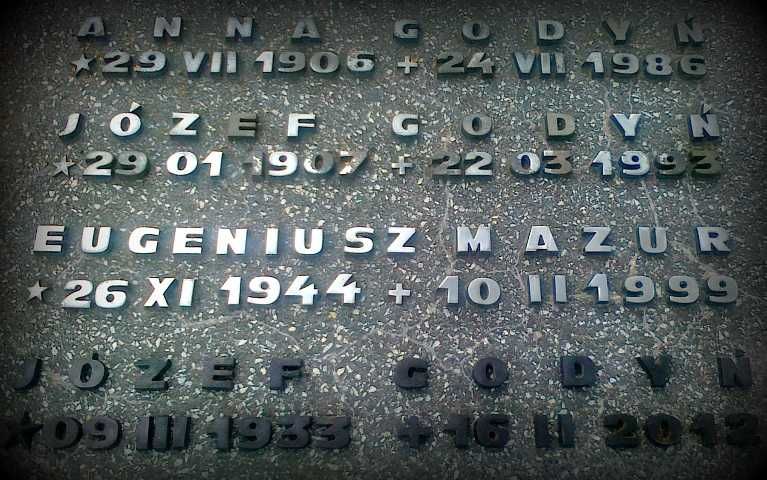 ANNA GODYŃ
★29 VII 1906 + 24 VII 1986
JÓZEF GODYŃ
★29 01 1907 + 22 03 1993
EUGENIUSZ MAZUR
★26 XI 1944 + 10 II 1999
JÓZEF GODYŃ
★09 III 1933 +16 II 2012